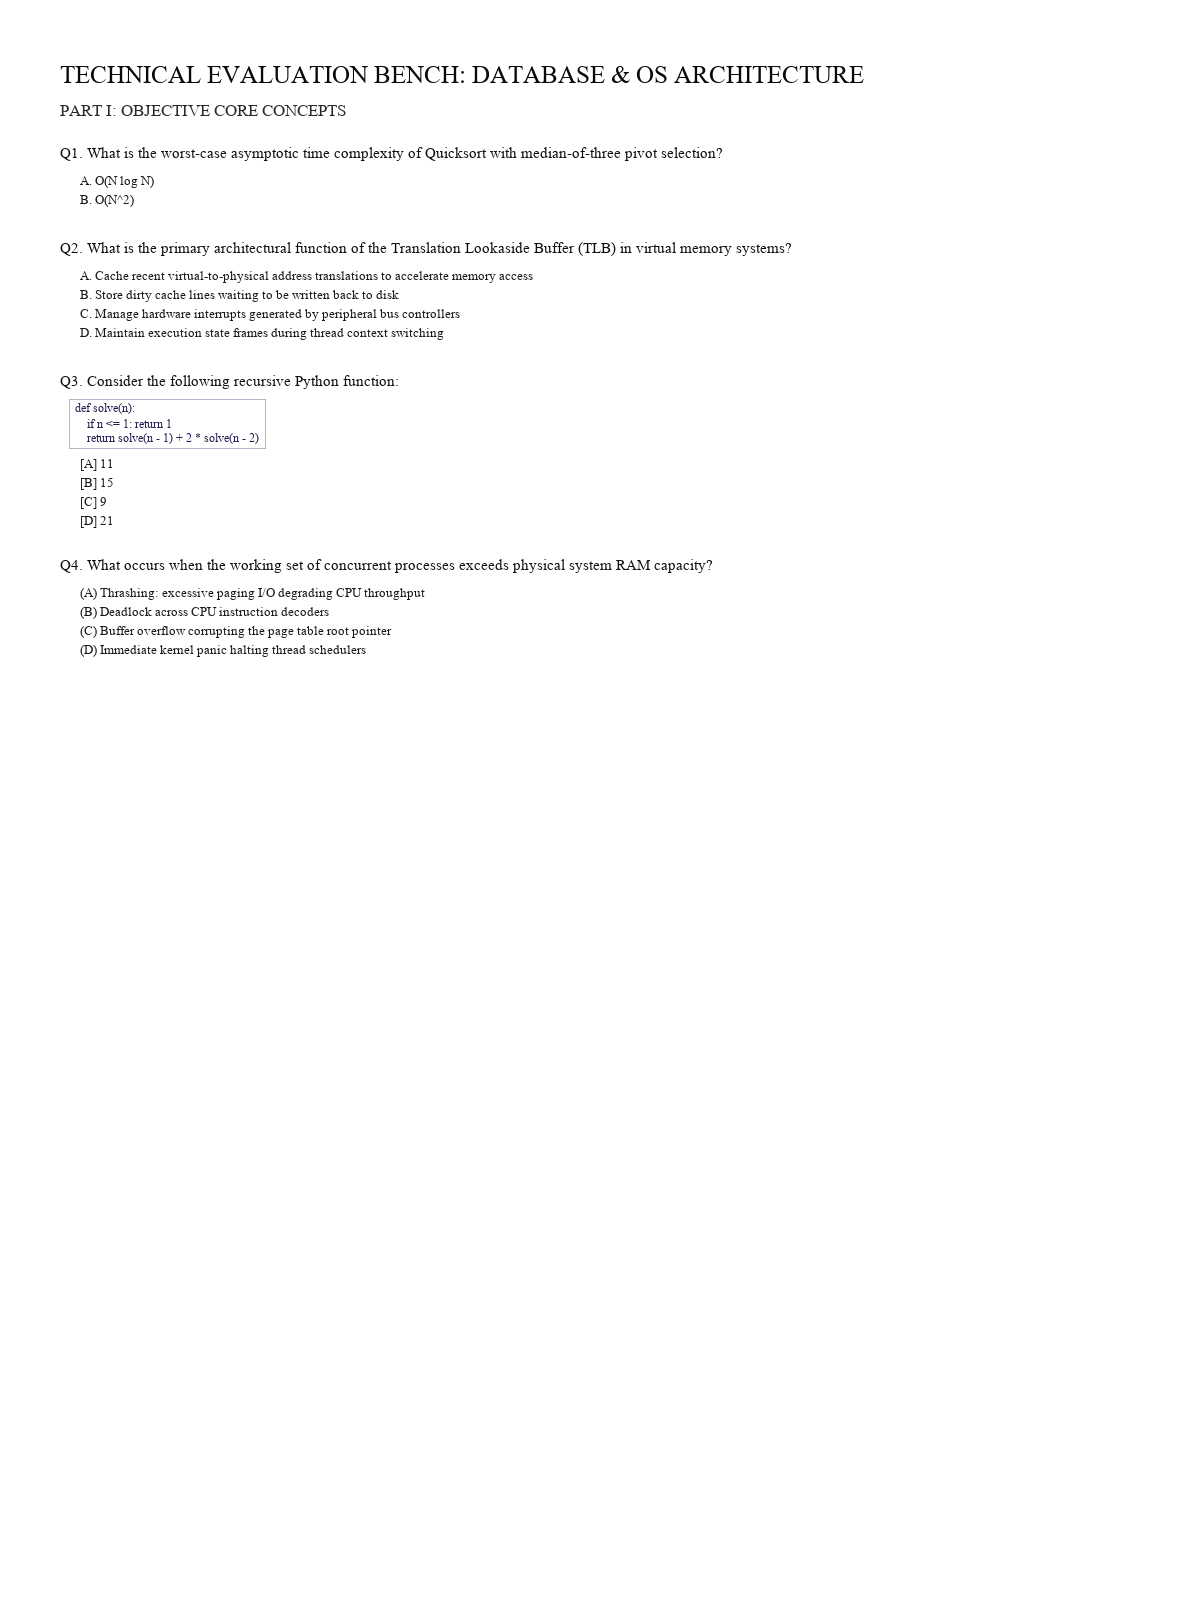 TECHNICAL EVALUATION BENCH: DATABASE & OS ARCHITECTURE
PART I: OBJECTIVE CORE CONCEPTS
Q1. What is the worst-case asymptotic time complexity of Quicksort with median-of-three pivot selection?
A. O(N log N)
B. O(N^2)
Q2. What is the primary architectural function of the Translation Lookaside Buffer (TLB) in virtual memory systems?
A. Cache recent virtual-to-physical address translations to accelerate memory access
B. Store dirty cache lines waiting to be written back to disk
C. Manage hardware interrupts generated by peripheral bus controllers
D. Maintain execution state frames during thread context switching
Q3. Consider the following recursive Python function:
def solve(n):
    if n <= 1: return 1
    return solve(n - 1) + 2 * solve(n - 2)
[A] 11
[B] 15
[C] 9
[D] 21
Q4. What occurs when the working set of concurrent processes exceeds physical system RAM capacity?
(A) Thrashing: excessive paging I/O degrading CPU throughput
(B) Deadlock across CPU instruction decoders
(C) Buffer overflow corrupting the page table root pointer
(D) Immediate kernel panic halting thread schedulers